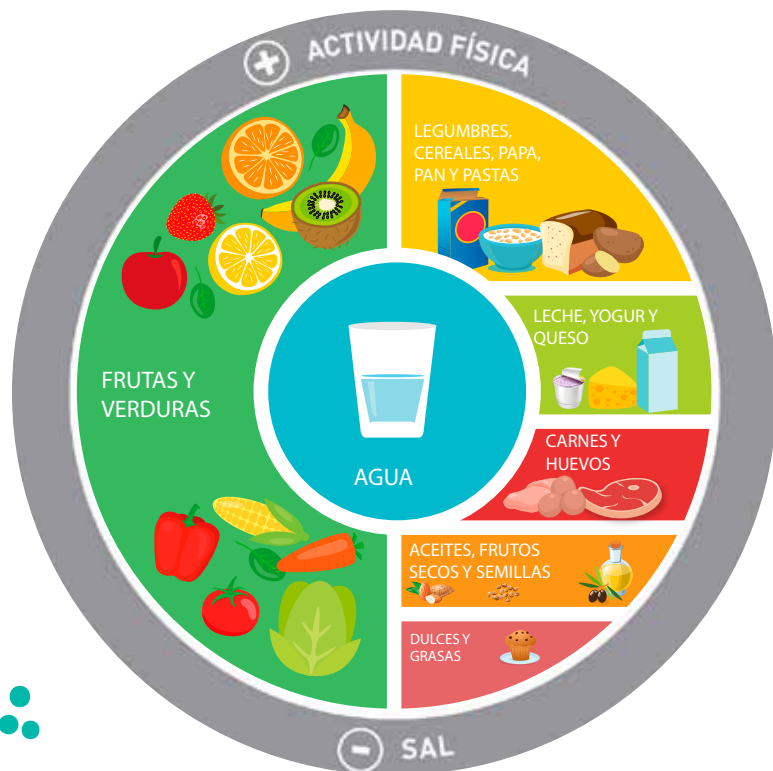 + ACTIVIDAD FÍSICA
LEGUMBRES,
CEREALES, PAPA,
PAN Y PASTAS
LECHE, YOGUR Y
QUESO
FRUTAS Y
VERDURAS
CARNES Y
HUEVOS
AGUA
ACEITES, FRUTOS
SECOS Y SEMILLAS
DULCES Y
GRASAS
- SAL